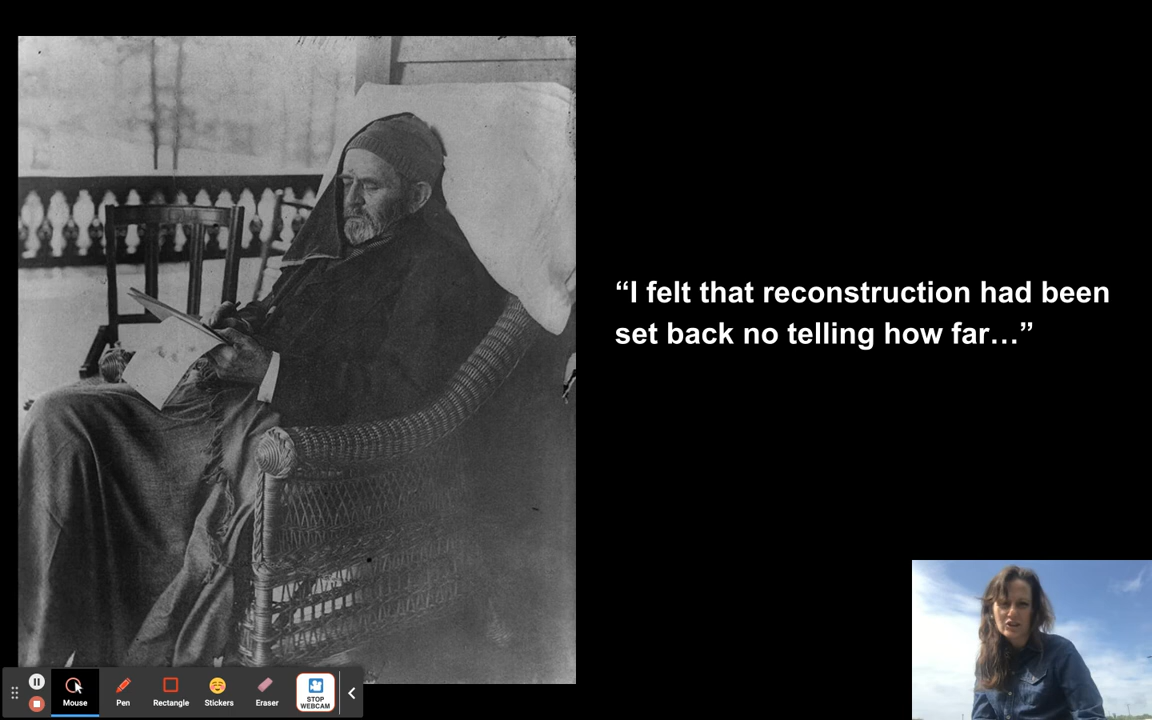 “I felt that reconstruction had been
set back no telling how far…”
Mouse
Pen
Rectangle
Stickers
Eraser
STOP
WEBCAM